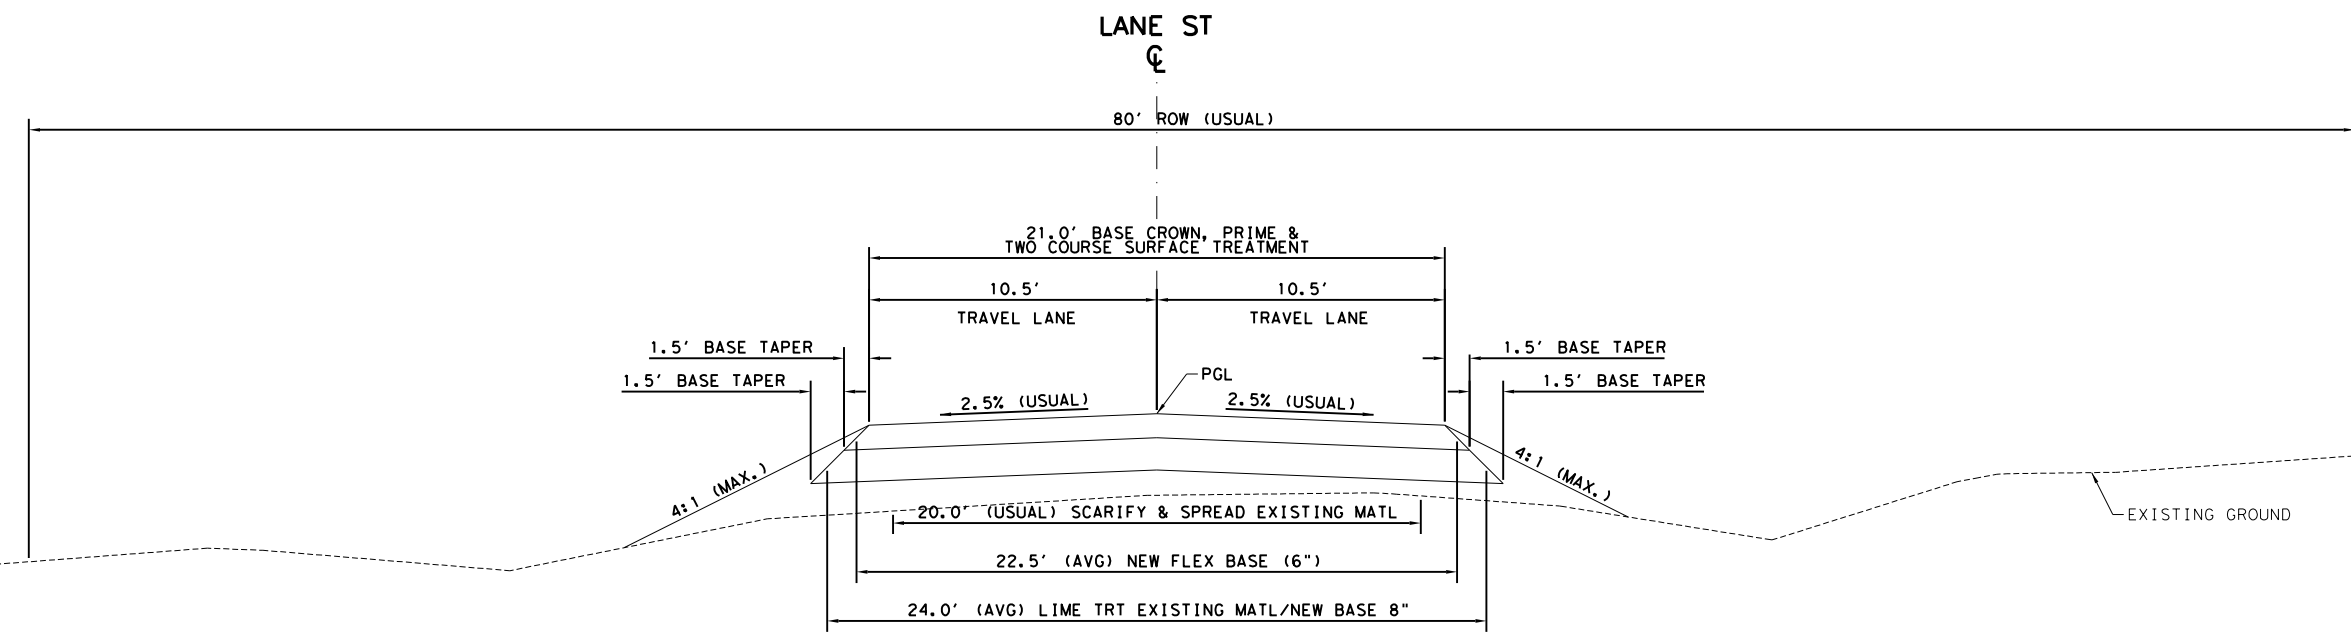 LANE ST
℄
80' ROW (USUAL)
21.0' BASE CROWN, PRIME &
TWO COURSE SURFACE TREATMENT
10.5'
10.5'
TRAVEL LANE
TRAVEL LANE
1.5' BASE TAPER
1.5' BASE TAPER
1.5' BASE TAPER
1.5' BASE TAPER
PGL
2.5% (USUAL)
2.5% (USUAL)
4:1 (MAX.)
4:1 (MAX.)
20.0' (USUAL) SCARIFY & SPREAD EXISTING MATL
EXISTING GROUND
22.5' (AVG) NEW FLEX BASE (6")
24.0' (AVG) LIME TRT EXISTING MATL/NEW BASE 8"